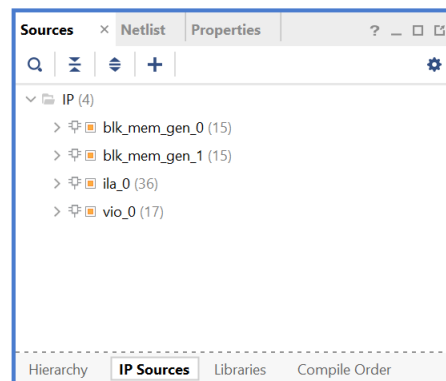 Sources × Netlist Properties ? _
IP (4)
blk_mem_gen_0 (15)
blk_mem_gen_1 (15)
ila_0 (36)
vio_0 (17)
Hierarchy IP Sources Libraries Compile Order